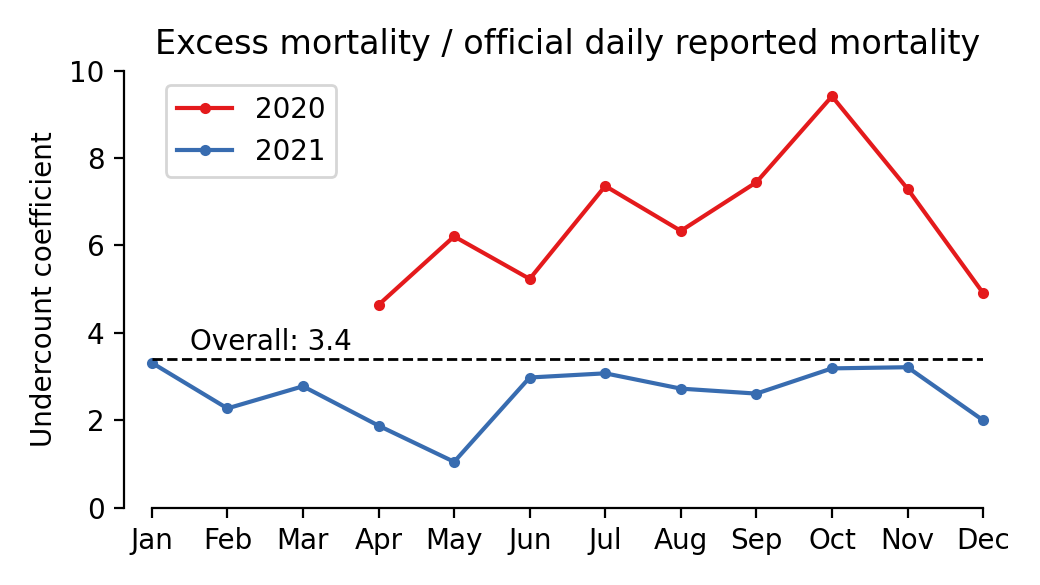 Excess mortality / official daily reported mortality
Undercount coefficient
10
8
6
4
2
0
2020
2021
Overall: 3.4
Jan Feb Mar Apr May Jun Jul Aug Sep Oct Nov Dec